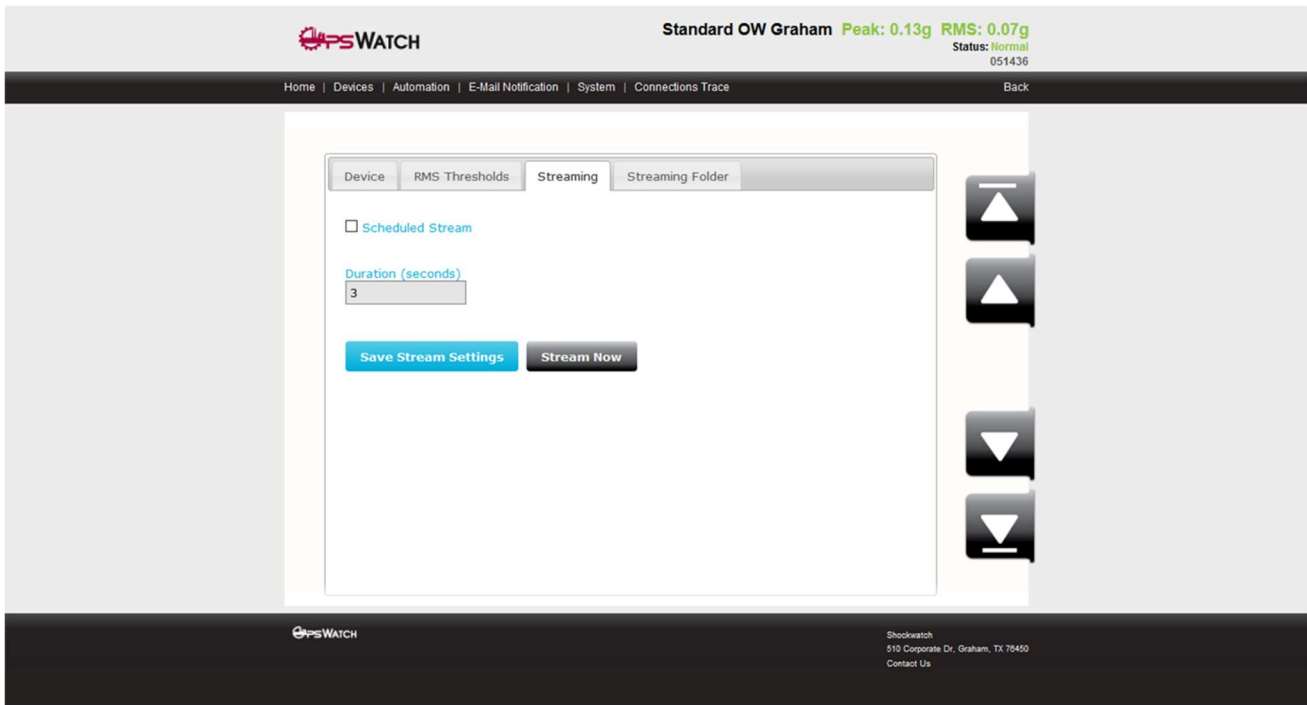 OPSWATCH
Standard OW Graham Peak: 0.13g RMS: 0.07g
Status: Normal
051436
Home | Devices | Automation | E-Mail Notification | System | Connections Trace Back
Device RMS Thresholds Streaming Streaming Folder
Scheduled Stream
Duration (seconds)
3
Save Stream Settings Stream Now
OPSWATCH
Shockwatch
510 Corporate Dr, Graham, TX 76450
Contact Us